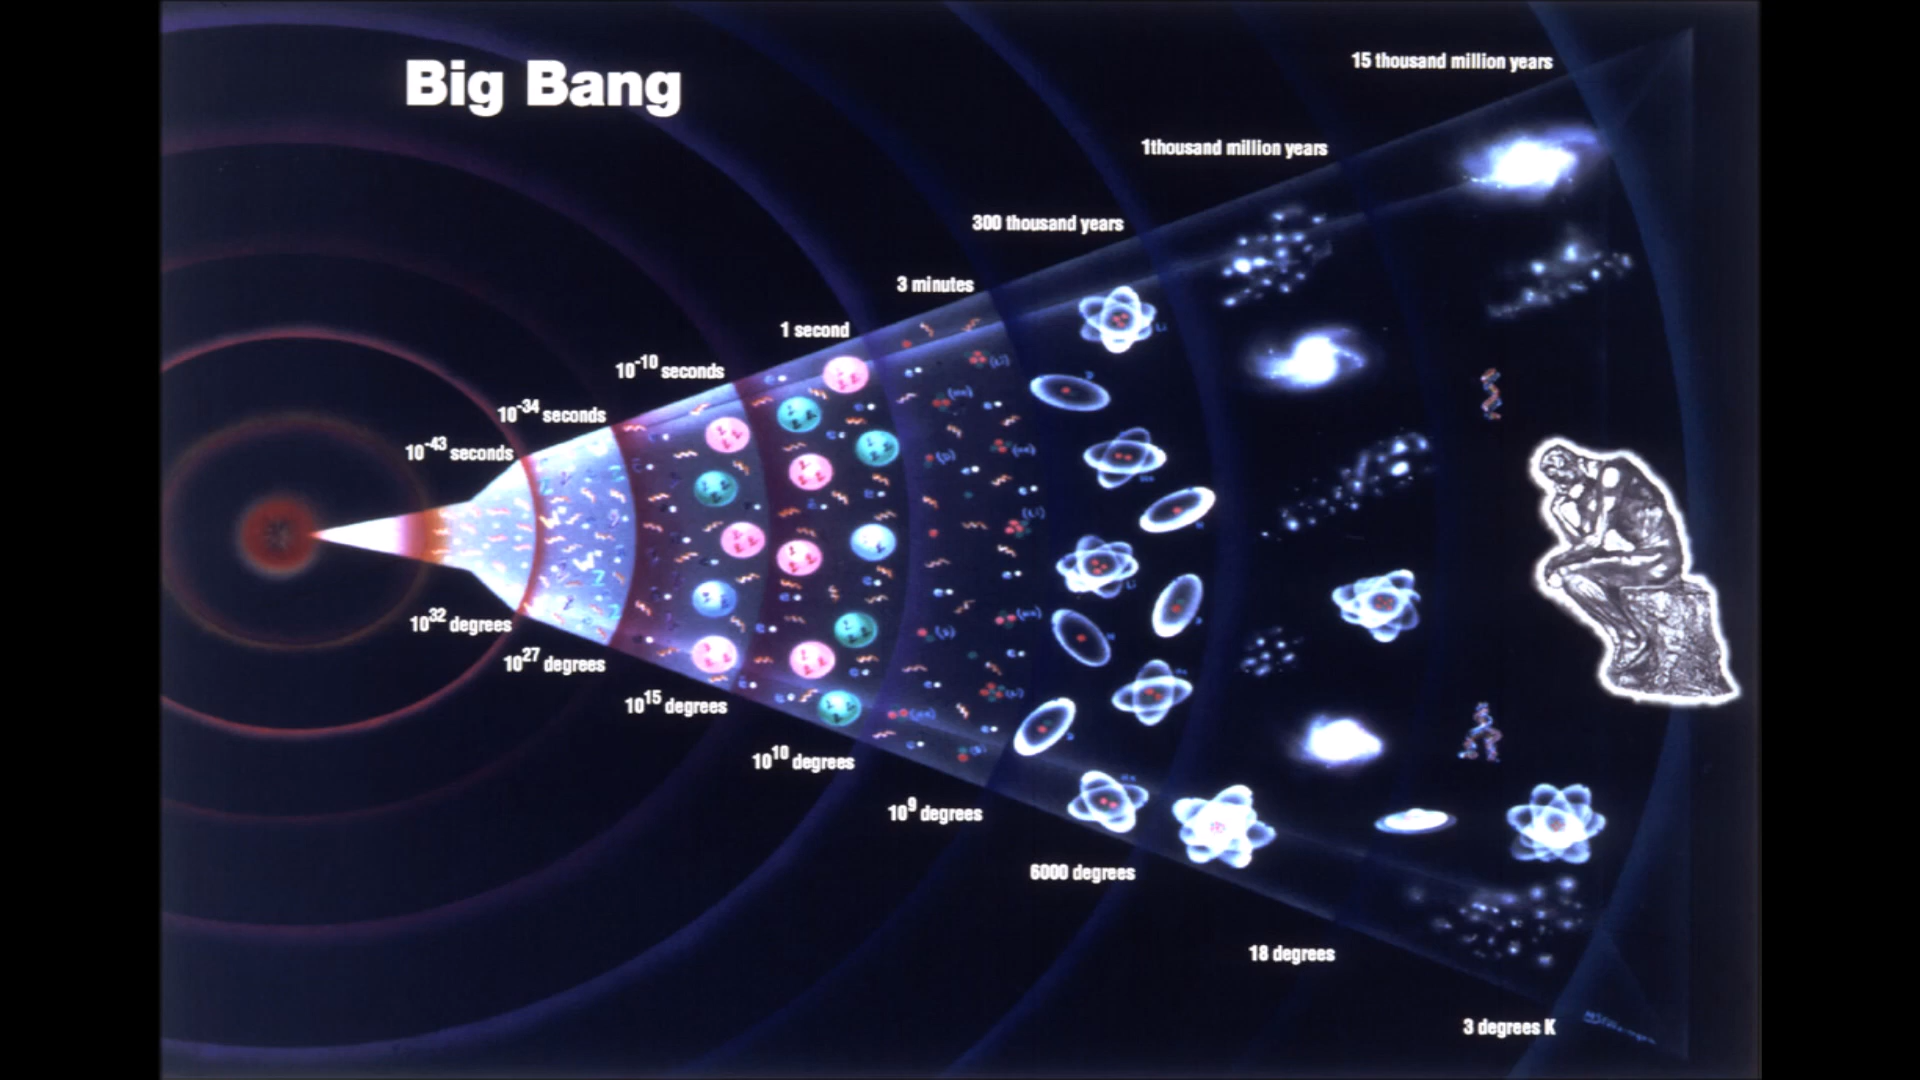 Big Bang
15 thousand million years
1thousand million years
300 thousand years
3 minutes
1 second
10⁻¹⁰ seconds
10⁻³⁴ seconds
10⁻⁴³ seconds
10³² degrees
10²⁷ degrees
10¹⁵ degrees
10¹⁰ degrees
10⁹ degrees
6000 degrees
18 degrees
3 degrees K